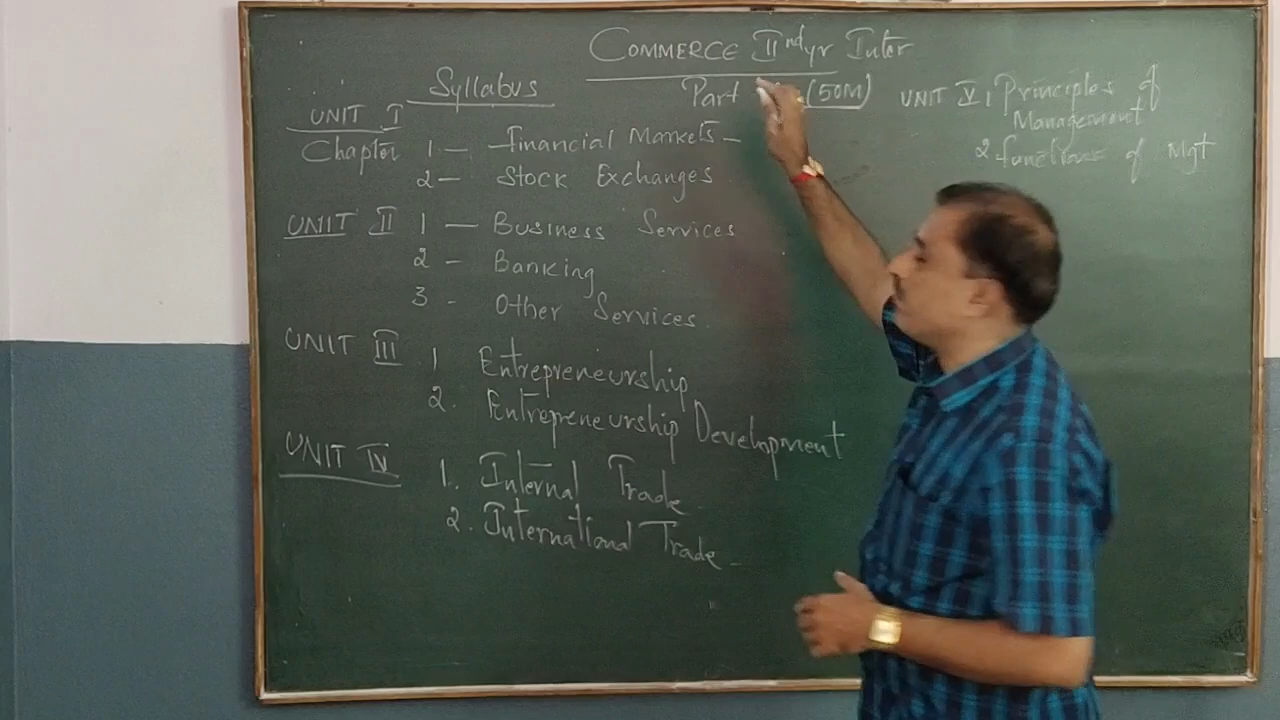 COMMERCE IInd yr Inter
Syllabus
Part (50M)
UNIT I
Chapter 1 — Financial Markets –
2 — Stock Exchanges
UNIT II 1 — Business Services
2 – Banking
3 - Other Services
UNIT III 1 Entrepreneurship
2. Entrepreneurship Development
UNIT IV
1. Internal Trade
2. International Trade
UNIT V 1 Principles of
Management
2 functions of Mgt